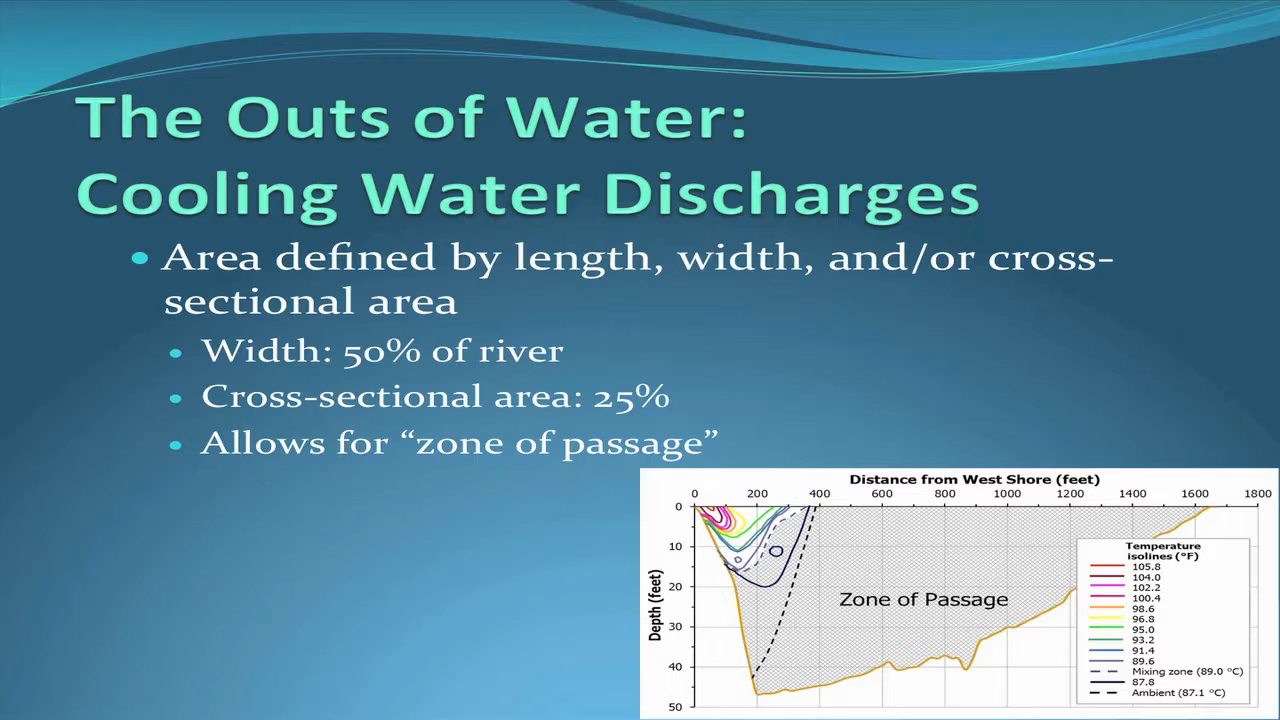 The Outs of Water:
Cooling Water Discharges
Area defined by length, width, and/or cross-
sectional area
Width: 50% of river
Cross-sectional area: 25%
Allows for “zone of passage”
Distance from West Shore (feet)
0 200 400 600 800 1000 1200 1400 1600 1800
Depth (feet)
0
10
20
30
40
50
Zone of Passage
Temperature
isolines (°F)
105.8
104.0
102.2
100.4
98.6
96.8
95.0
93.2
91.4
89.6
Mixing zone (89.0 °C)
87.8
Ambient (87.1 °C)